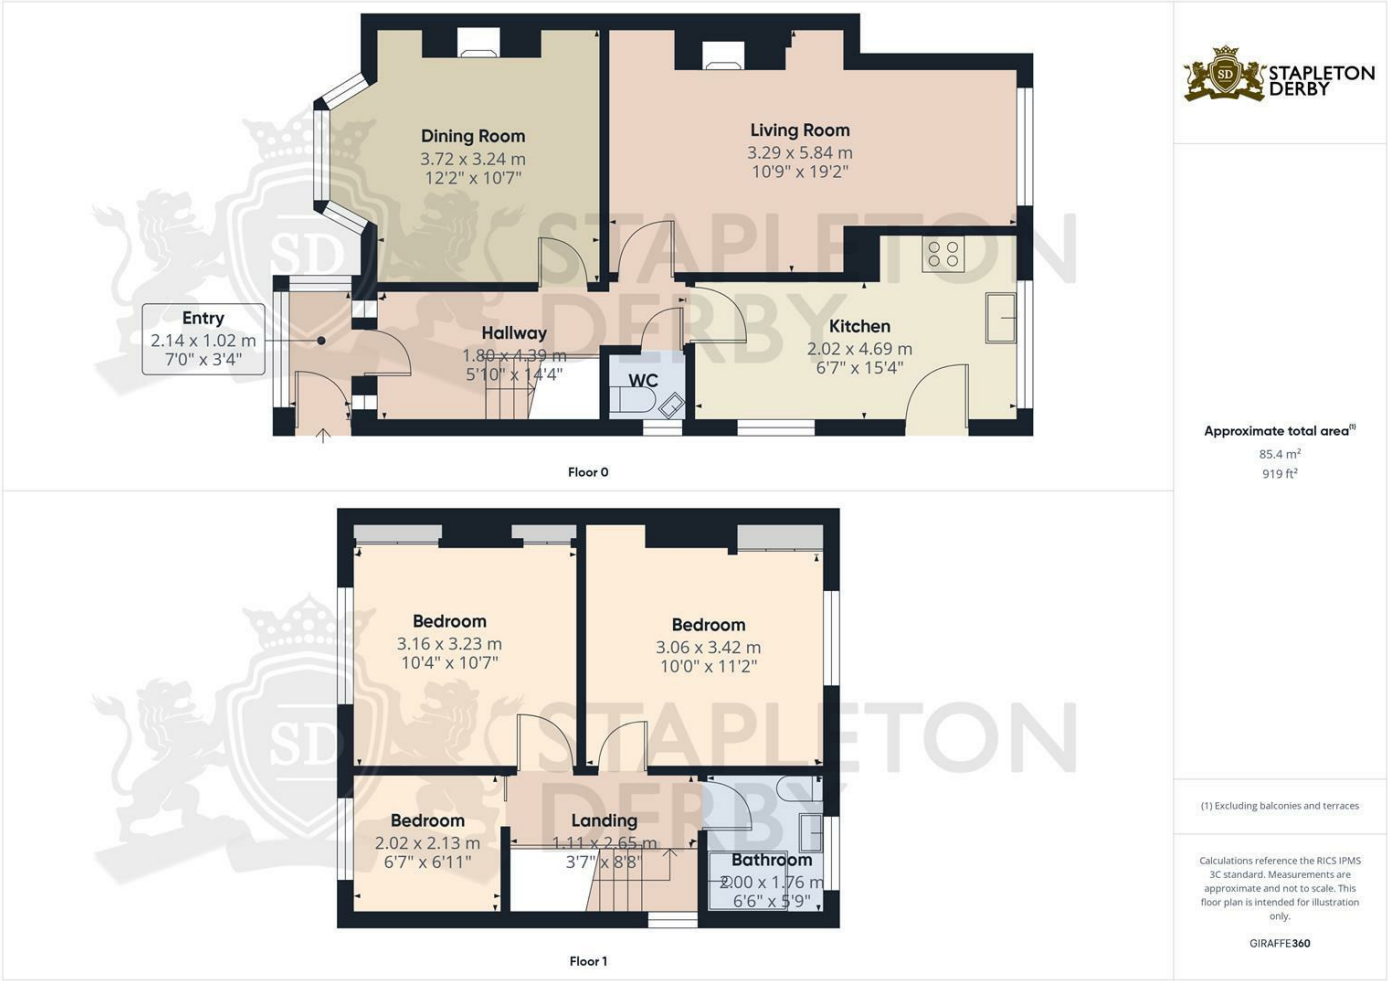 Dining Room
3.72 x 3.24 m
12'2" x 10'7"
Living Room
3.29 x 5.84 m
10'9" x 19'2"
Entry
2.14 x 1.02 m
7'0" x 3'4"
Hallway
1.80 x 4.39 m
5'10" x 14'4"
WC
Kitchen
2.02 x 4.69 m
6'7" x 15'4"
SD
STAPLETON
DERBY
Floor 0
Bedroom
3.16 x 3.23 m
10'4" x 10'7"
Bedroom
3.06 x 3.42 m
10'0" x 11'2"
Bedroom
2.02 x 2.13 m
6'7" x 6'11"
Landing
1.11 x 2.65 m
3'7" x 8'8"
Bathroom
2.00 x 1.76 m
6'6" x 5'9"
SD
STAPLETON
DERBY
Floor 1
SD
STAPLETON
DERBY
Approximate total area(1)
85.4 m²
919 ft²
(1) Excluding balconies and terraces
Calculations reference the RICS IPMS
3C standard. Measurements are
approximate and not to scale. This
floor plan is intended for illustration
only.
GIRAFFE360